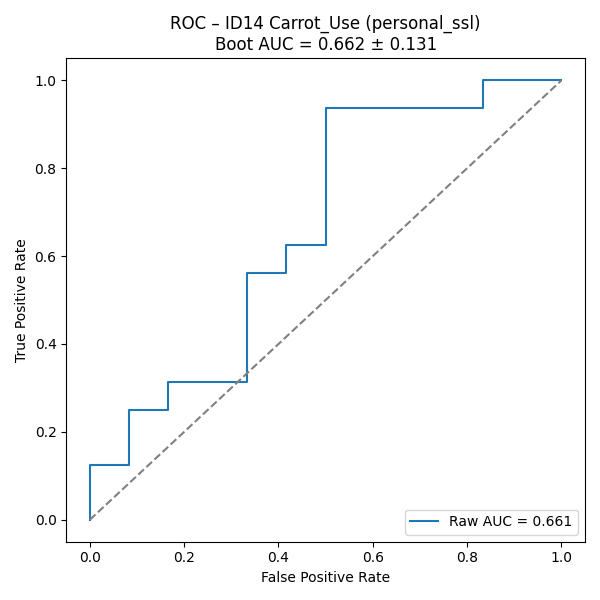 ROC – ID14 Carrot_Use (personal_ssl)
Boot AUC = 0.662 ± 0.131
True Positive Rate
1.0
0.8
0.6
0.4
0.2
0.0
Raw AUC = 0.661
0.0 0.2 0.4 0.6 0.8 1.0
False Positive Rate